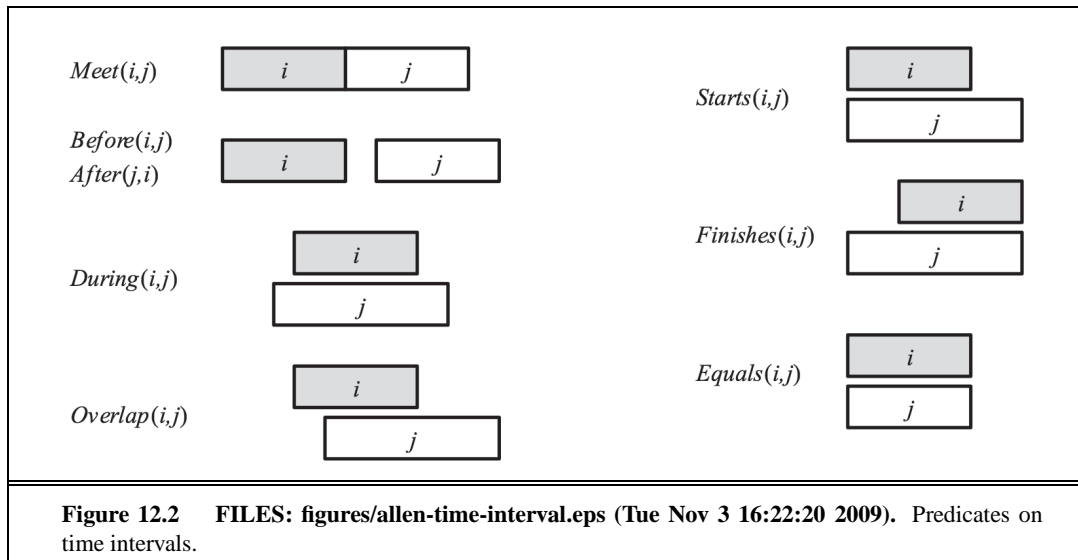 Meet(i,j)
i
j
Before(i,j)
After(j,i)
i
j
During(i,j)
i
j
Overlap(i,j)
i
j
Starts(i,j)
i
j
Finishes(i,j)
i
j
Equals(i,j)
i
j
Figure 12.2 FILES: figures/allen-time-interval.eps (Tue Nov 3 16:22:20 2009). Predicates on
time intervals.